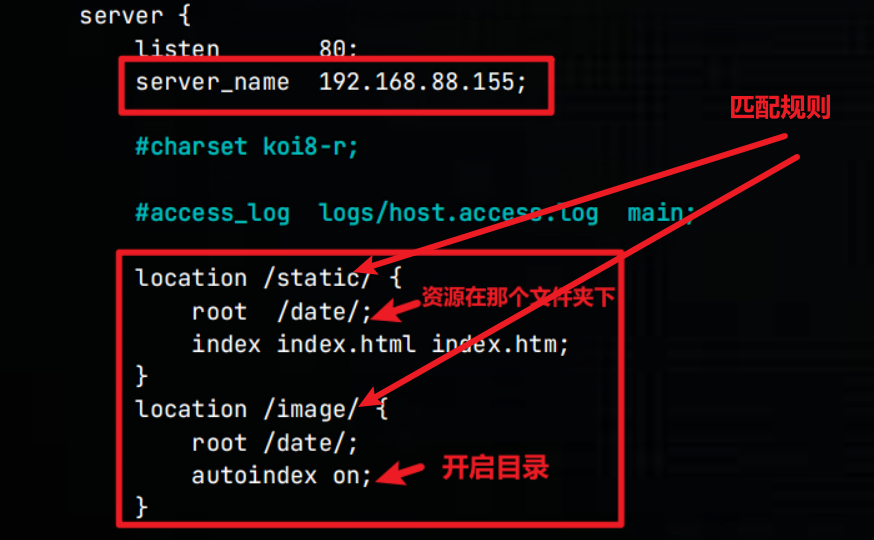 server {
listen 80;
server_name 192.168.88.155;
匹配规则
#charset koi8-r;
#access_log logs/host.access.log main;
location /static/ {
root /date/;
资源在那个文件夹下
index index.html index.htm;
}
location /image/ {
root /date/;
autoindex on;
开启目录
}